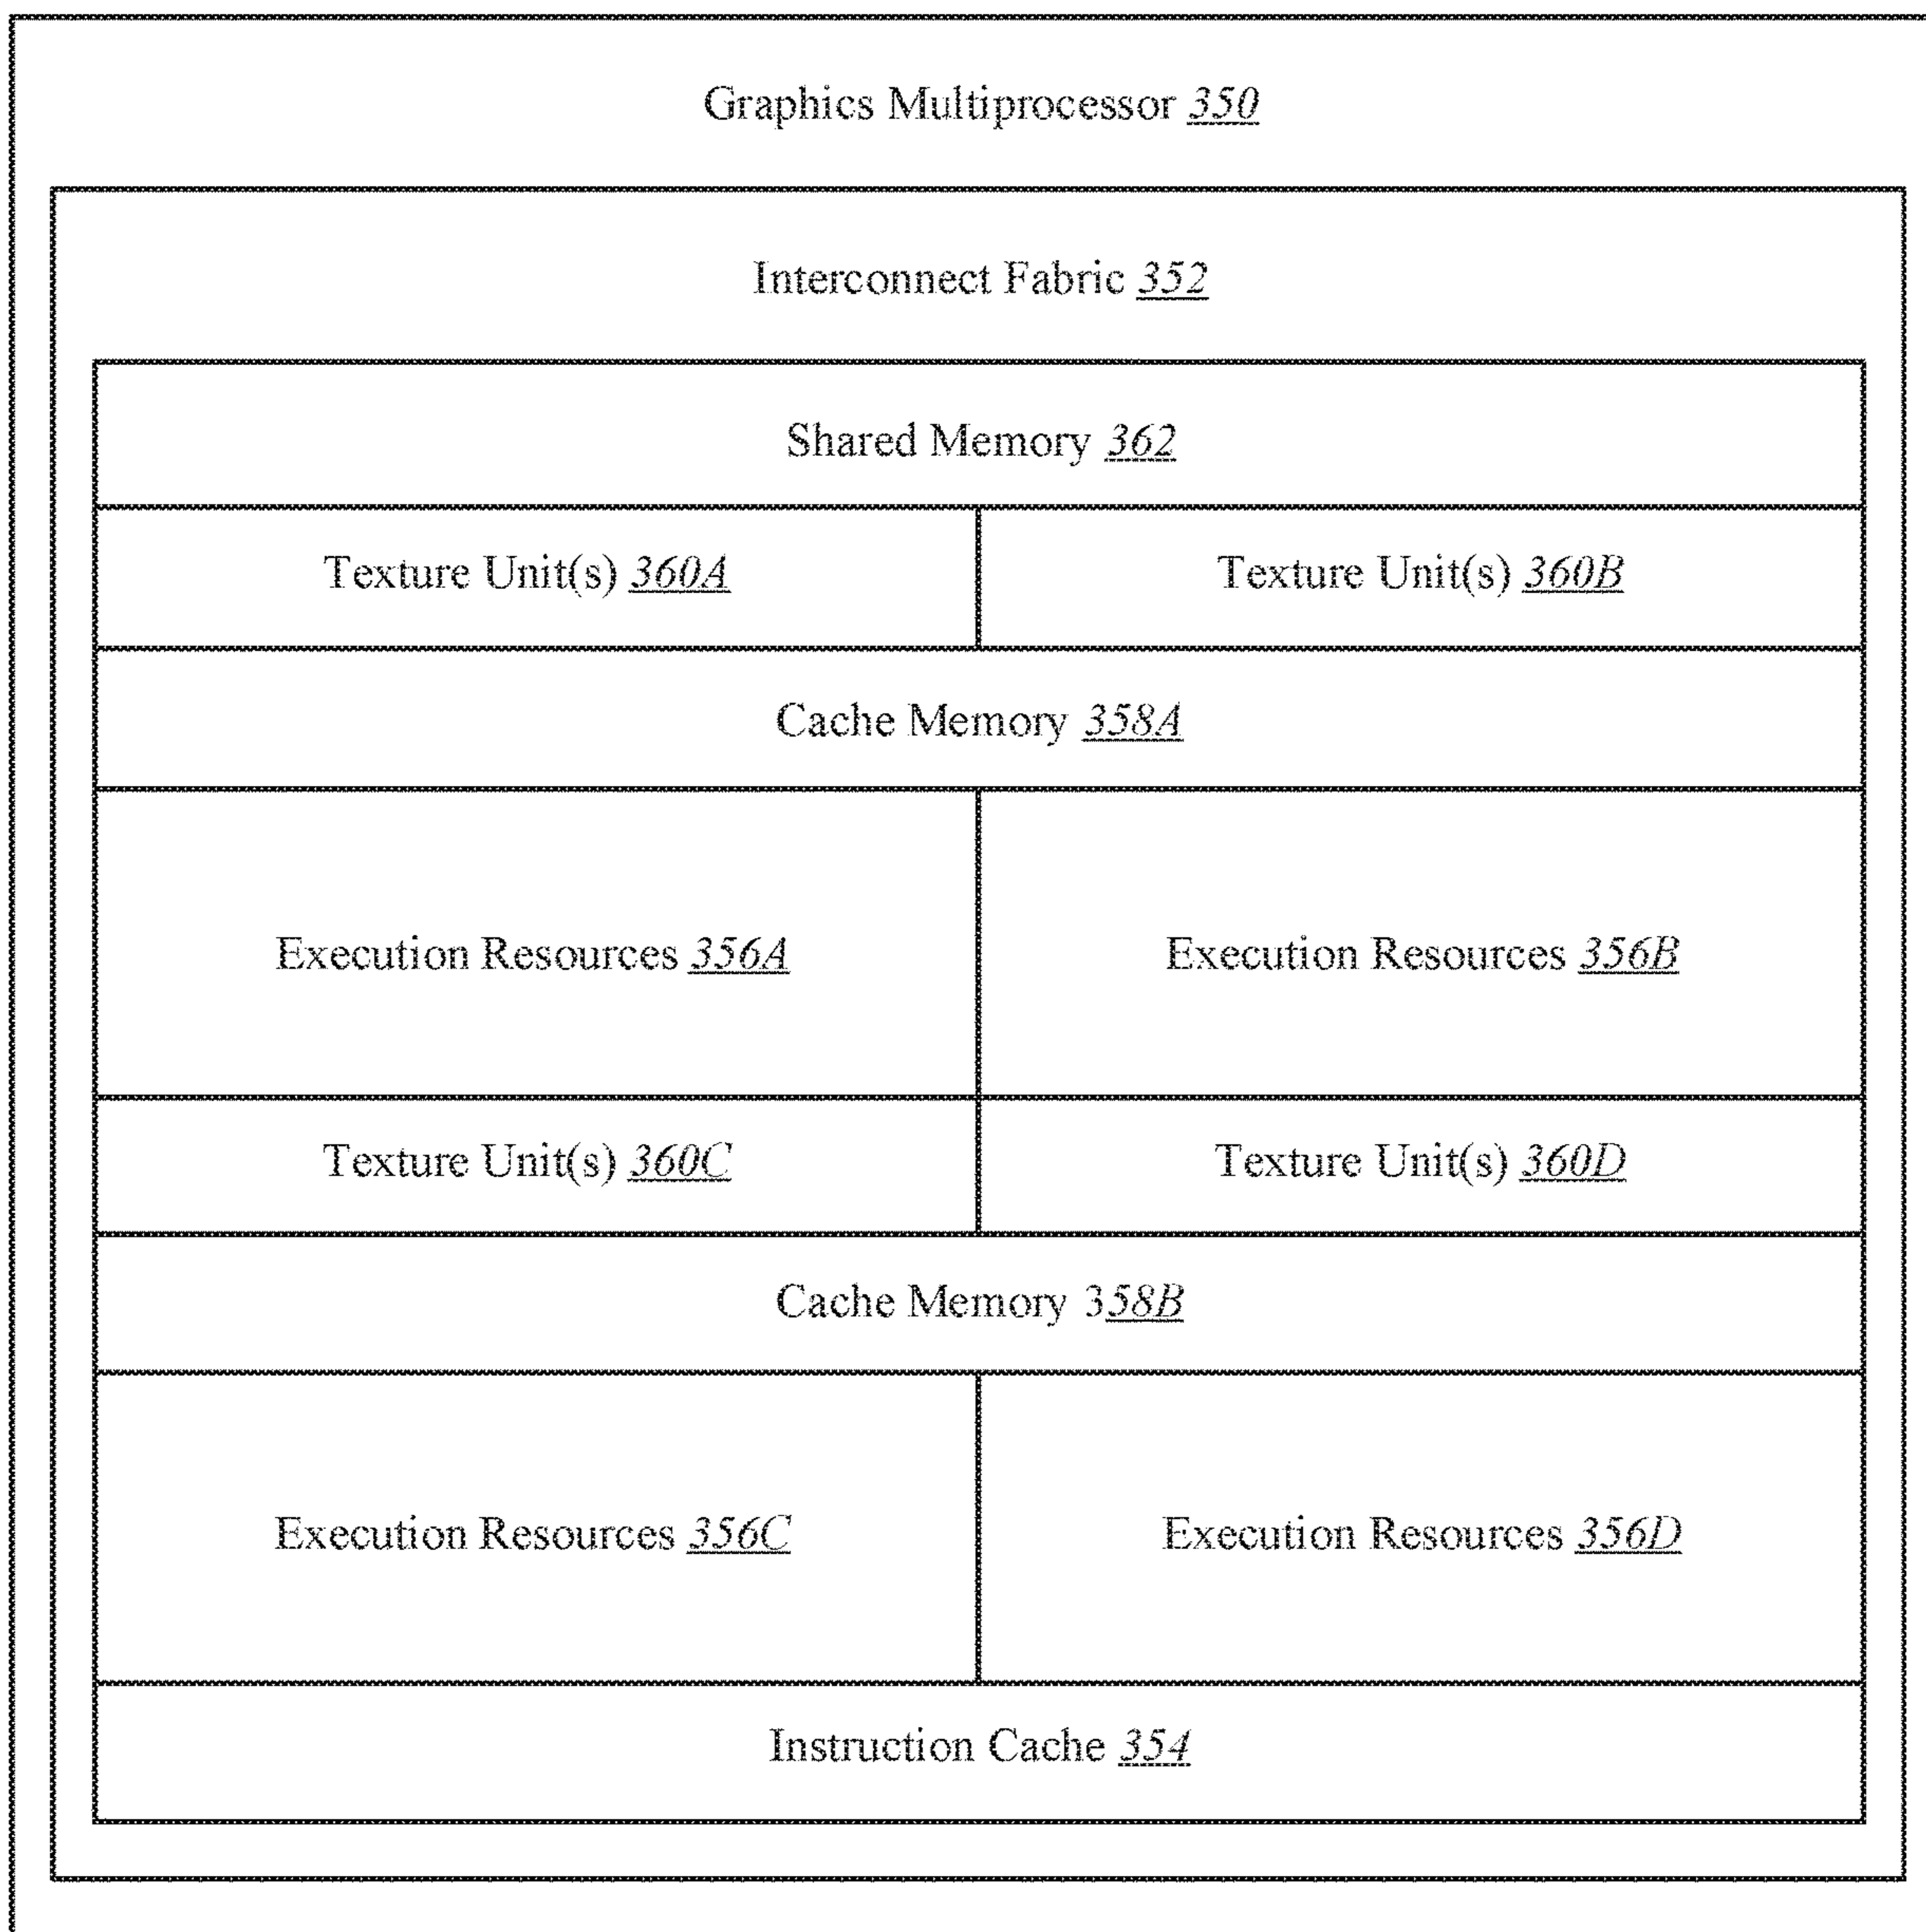 Graphics Multiprocessor 350
Interconnect Fabric 352
Shared Memory 362
Texture Unit(s) 360A
Texture Unit(s) 360B
Cache Memory 358A
Execution Resources 356A
Execution Resources 356B
Texture Unit(s) 360C
Texture Unit(s) 360D
Cache Memory 358B
Execution Resources 356C
Execution Resources 356D
Instruction Cache 354